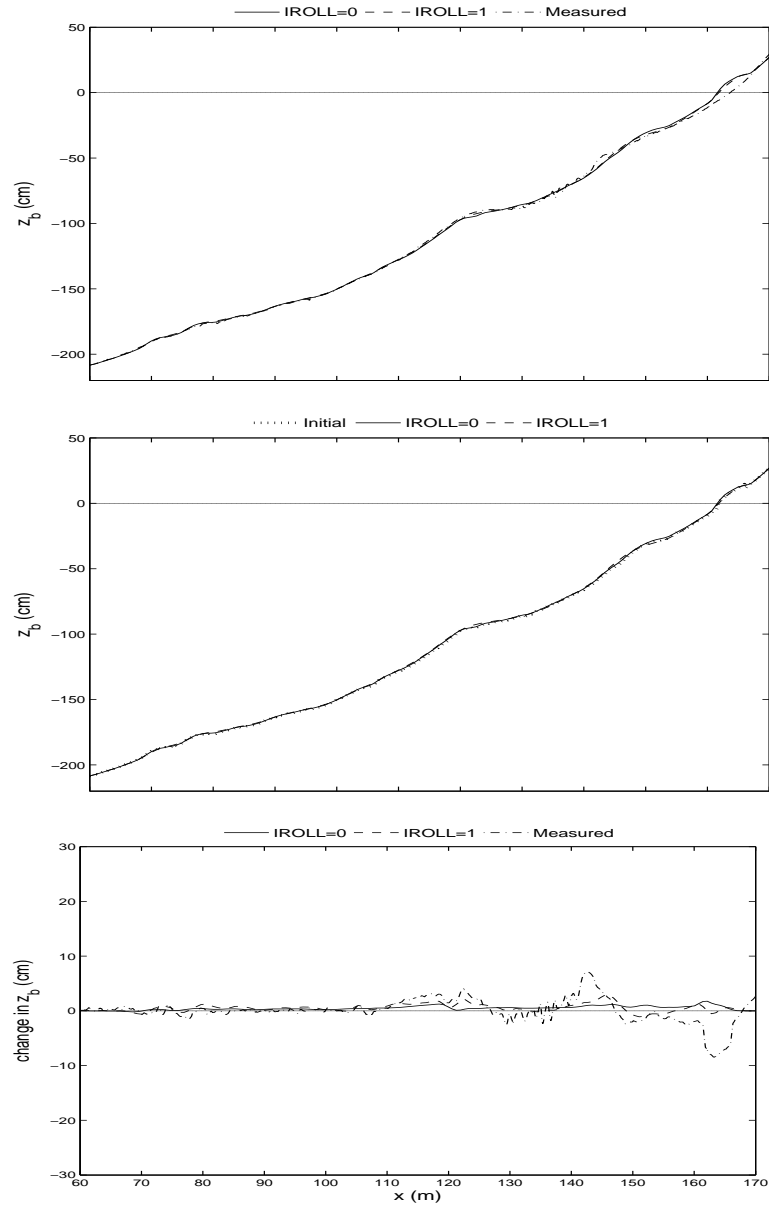 IROLL=0 IROLL=1 Measured
50
0
−50
−100
−150
−200
z_b (cm)
Initial IROLL=0 IROLL=1
50
0
−50
−100
−150
−200
z_b (cm)
IROLL=0 IROLL=1 Measured
30
20
10
0
−10
−20
−30
change in z_b (cm)
60 70 80 90 100 110 120 130 140 150 160 170
x (m)